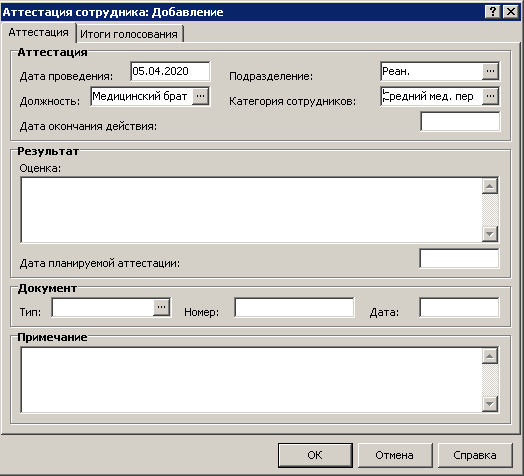 Аттестация сотрудника: Добавление
Аттестация Итоги голосования
Аттестация
Дата проведения: 05.04.2020 Подразделение: Реан. ...
Должность: Медицинский брат ... Категория сотрудников: Средний мед. пер ...
Дата окончания действия:
Результат
Оценка:
Дата планируемой аттестации:
Документ
Тип: ... Номер: Дата:
Примечание
ОК Отмена Справка